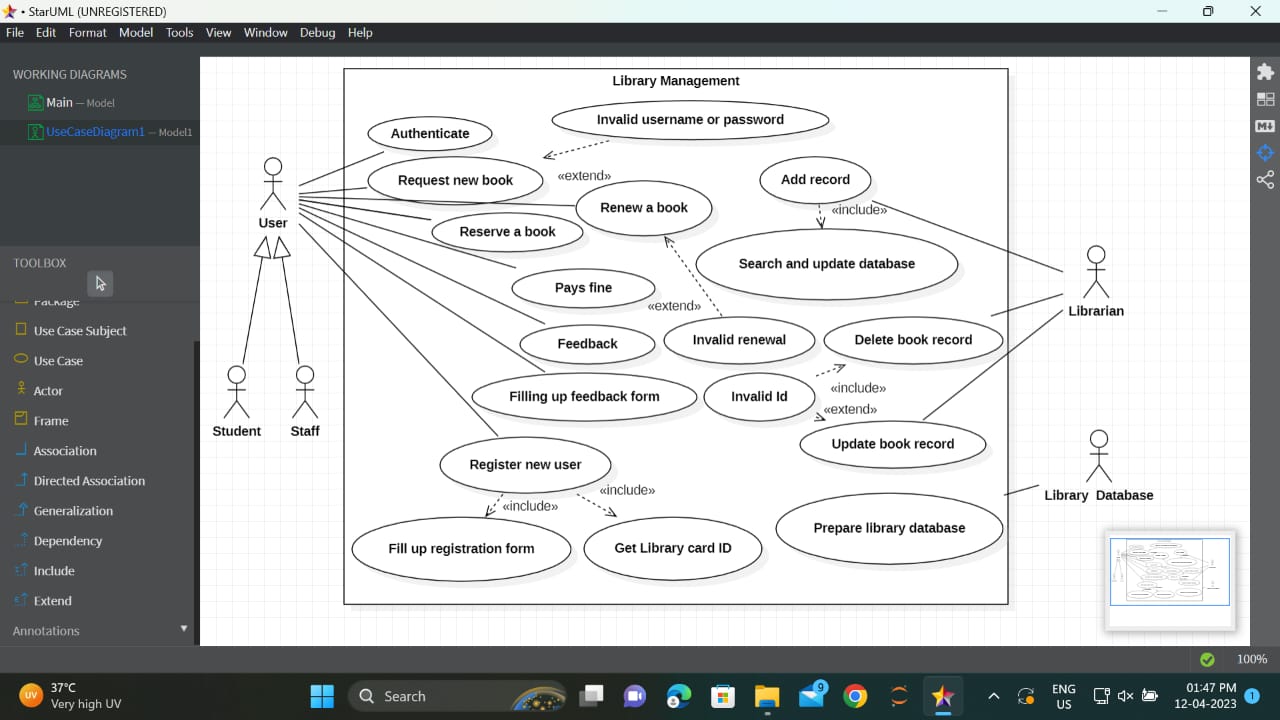 • StarUML (UNREGISTERED)
File Edit Format Model Tools View Window Debug Help
WORKING DIAGRAMS
Main — Model
UseCaseDiagram1 — Model1
TOOLBOX
Package
Use Case Subject
Use Case
Actor
Frame
Association
Directed Association
Generalization
Dependency
Include
Extend
Annotations
Library Management
Invalid username or password
Authenticate
Request new book
«extend»
Add record
Renew a book
«include»
User
Reserve a book
Search and update database
Pays fine
«extend»
Librarian
Feedback
Invalid renewal
Delete book record
Filling up feedback form
Invalid Id
«include»
«extend»
Student
Staff
Update book record
Register new user
«include»
«include»
Library Database
Prepare library database
Fill up registration form
Get Library card ID
M
100%
UV
37°C
Very high UV
Search
9
ENG
US
01:47 PM
12-04-2023
1